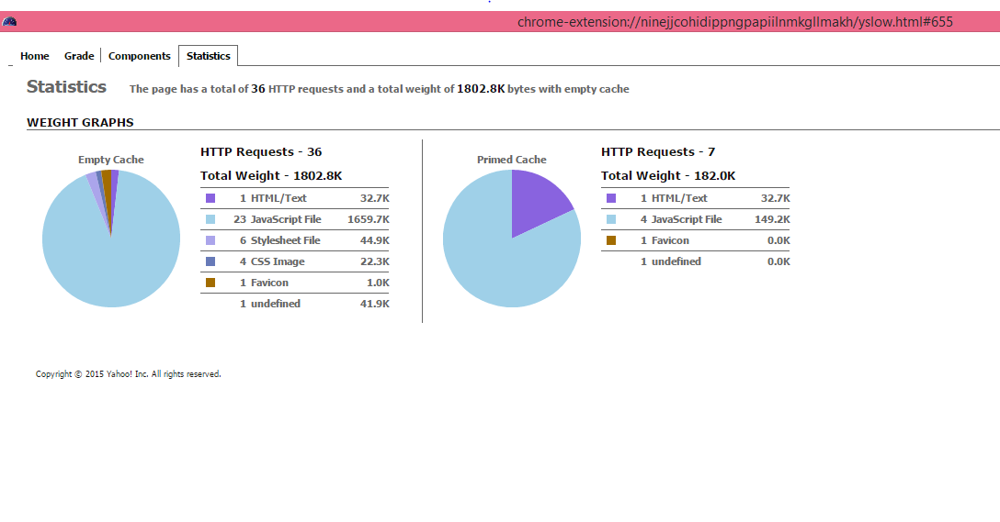 chrome-extension://ninejjcohidippngpapiilnmkgllmakh/yslow.html#655
Home Grade Components Statistics
Statistics The page has a total of 36 HTTP requests and a total weight of 1802.8K bytes with empty cache
WEIGHT GRAPHS
Empty Cache
HTTP Requests - 36
Total Weight - 1802.8K
1 HTML/Text 32.7K
23 JavaScript File 1659.7K
6 Stylesheet File 44.9K
4 CSS Image 22.3K
1 Favicon 1.0K
1 undefined 41.9K
Primed Cache
HTTP Requests - 7
Total Weight - 182.0K
1 HTML/Text 32.7K
4 JavaScript File 149.2K
1 Favicon 0.0K
1 undefined 0.0K
Copyright © 2015 Yahoo! Inc. All rights reserved.